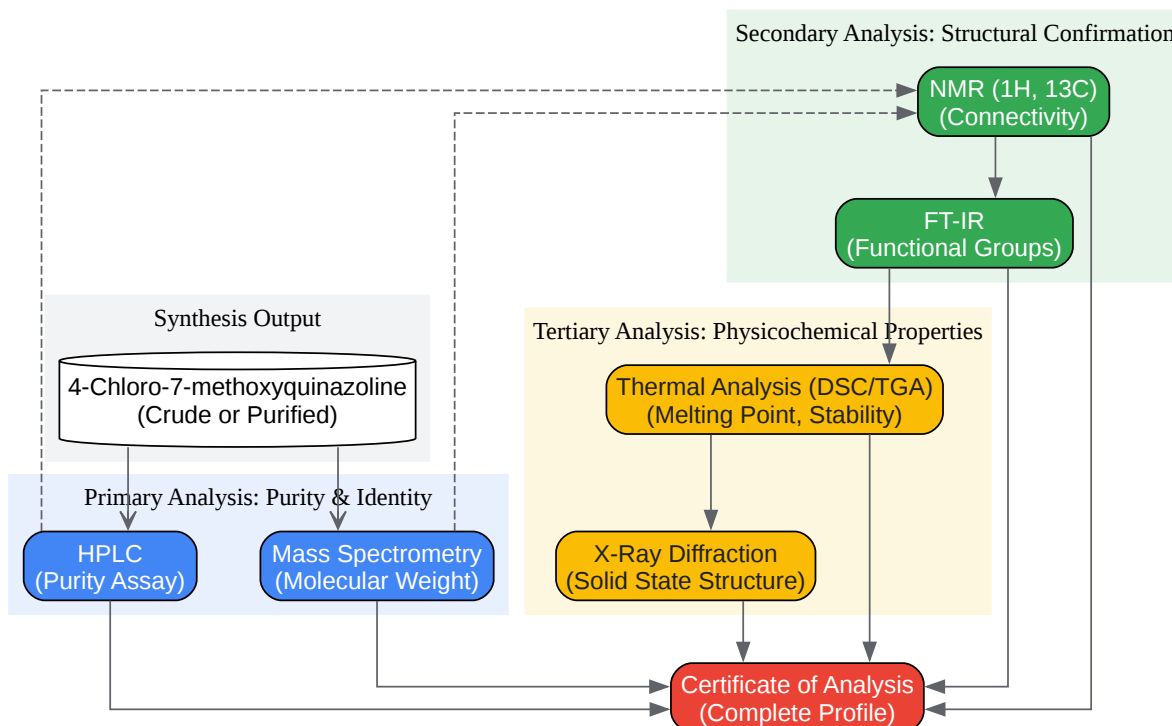 Secondary Analysis: Structural Confirmation
NMR (1H, 13C)
(Connectivity)
FT-IR
(Functional Groups)
Synthesis Output
4-Chloro-7-methoxyquinazoline
(Crude or Purified)
Tertiary Analysis: Physicochemical Properties
Thermal Analysis (DSC/TGA)
(Melting Point, Stability)
Primary Analysis: Purity & Identity
HPLC
(Purity Assay)
Mass Spectrometry
(Molecular Weight)
X-Ray Diffraction
(Solid State Structure)
Certificate of Analysis
(Complete Profile)